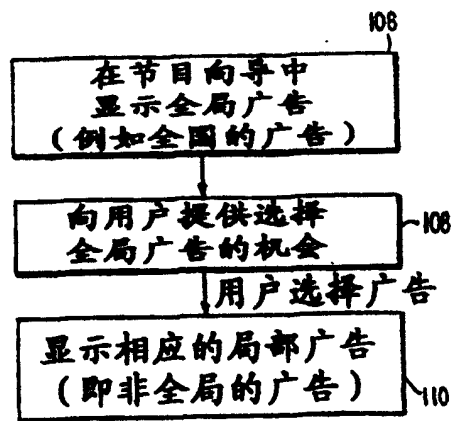 106
在节目向导中
显示全局广告
(例如全国的广告)
向用户提供选择
全局广告的机会
108
用户选择广告
显示相应的局部广告
(即非全局的广告)
110